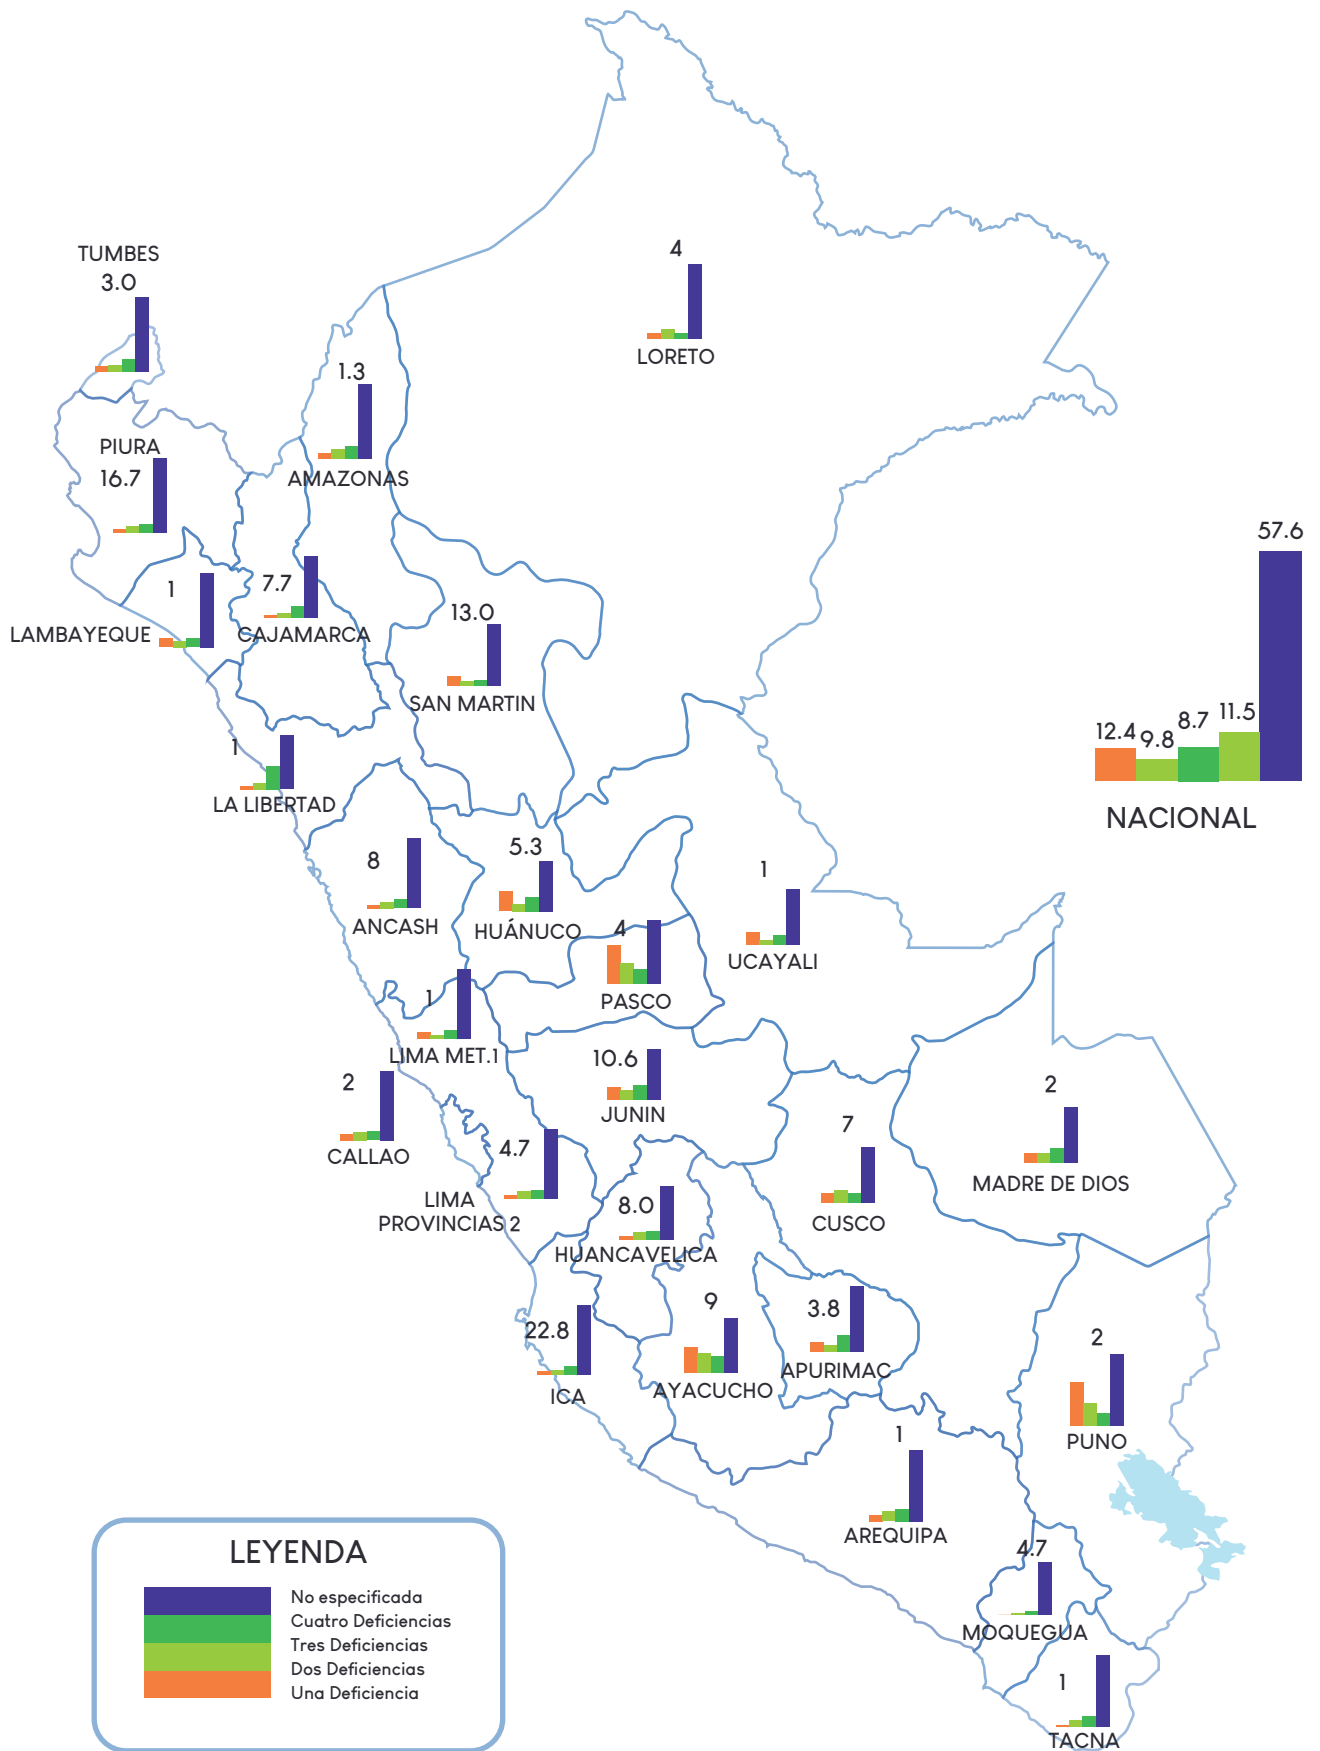 TUMBES
3.0
4
LORETO
1.3
AMAZONAS
PIURA
16.7
57.6
1
LAMBAYEQUE
7.7
CAJAMARCA
13.0
SAN MARTIN
12.4 9.8 8.7 11.5
NACIONAL
1
LA LIBERTAD
8
ANCASH
5.3
HUÁNUCO
4
PASCO
1
UCAYALI
1
LIMA MET.1
10.6
JUNIN
2
CALLAO
2
MADRE DE DIOS
7
CUSCO
4.7
LIMA
PROVINCIAS 2
8.0
HUANCAVELICA
22.8
ICA
9
AYACUCHO
3.8
APURIMAC
2
PUNO
1
AREQUIPA
4.7
MOQUEGUA
1
TACNA
LEYENDA
No especificada
Cuatro Deficiencias
Tres Deficiencias
Dos Deficiencias
Una Deficiencia